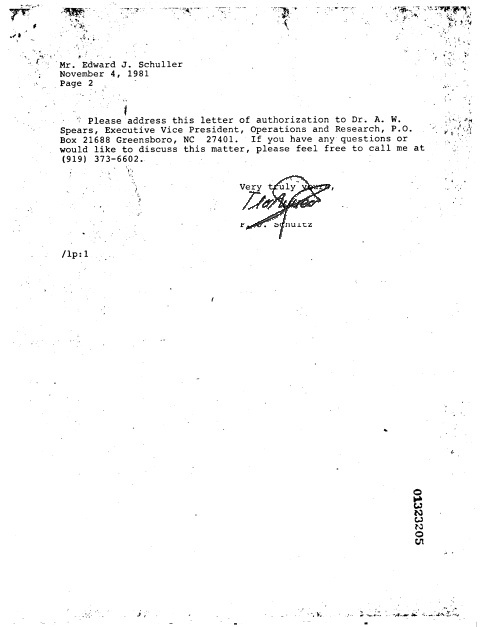 Mr. Edward J. Schuller
November 4, 1981
Page 2
Please address this letter of authorization to Dr. A. W.
Spears, Executive Vice President, Operations and Research, P.O.
Box 21688 Greensboro, NC 27401. If you have any questions or
would like to discuss this matter, please feel free to call me at
(919) 373-6602.
Very truly yours,
Schultz
/lp:1
01323205